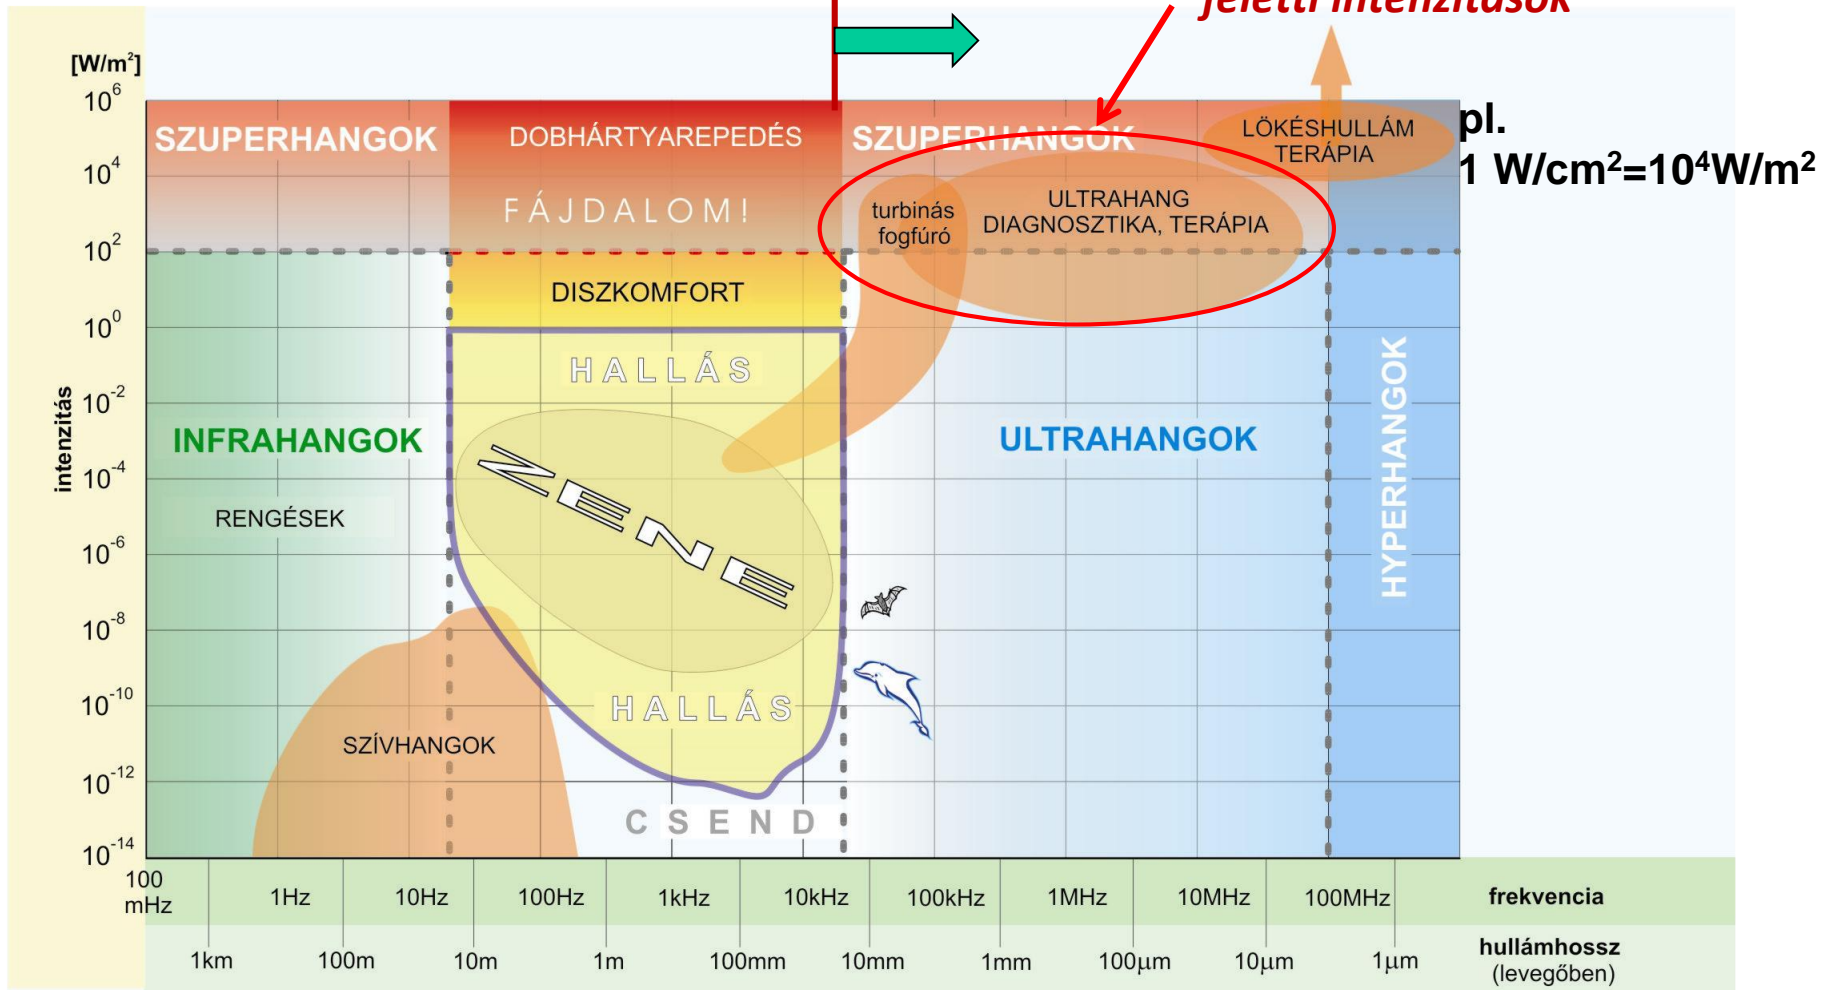 feletti intenzitások
[W/m²]
10⁶
10⁴
10²
10⁰
10⁻²
10⁻⁴
10⁻⁶
10⁻⁸
10⁻¹⁰
10⁻¹²
10⁻¹⁴
intenzitás
SZUPERHANGOK
DOBHÁRTYAREPEDÉS
SZUPERHANGOK
LÖKÉSHULLÁM
TERÁPIA
pl.
1 W/cm²=10⁴W/m²
FÁJDALOM!
turbinás
fogfúró
ULTRAHANG
DIAGNOSZTIKA, TERÁPIA
DISZKOMFORT
HALLÁS
INFRAHANGOK
ZENE
ULTRAHANGOK
HYPERHANGOK
RENGÉSEK
HALLÁS
SZÍVHANGOK
CSEND
100
mHz
1Hz
10Hz
100Hz
1kHz
10kHz
100kHz
1MHz
10MHz
100MHz
frekvencia
1km
100m
10m
1m
100mm
10mm
1mm
100µm
10µm
1µm
hullámhossz
(levegőben)